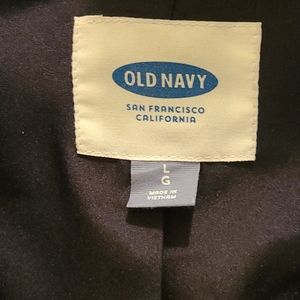 OLD NAVY
SAN FRANCISCO
CALIFORNIA
L
G
MADE IN
VIETNAM